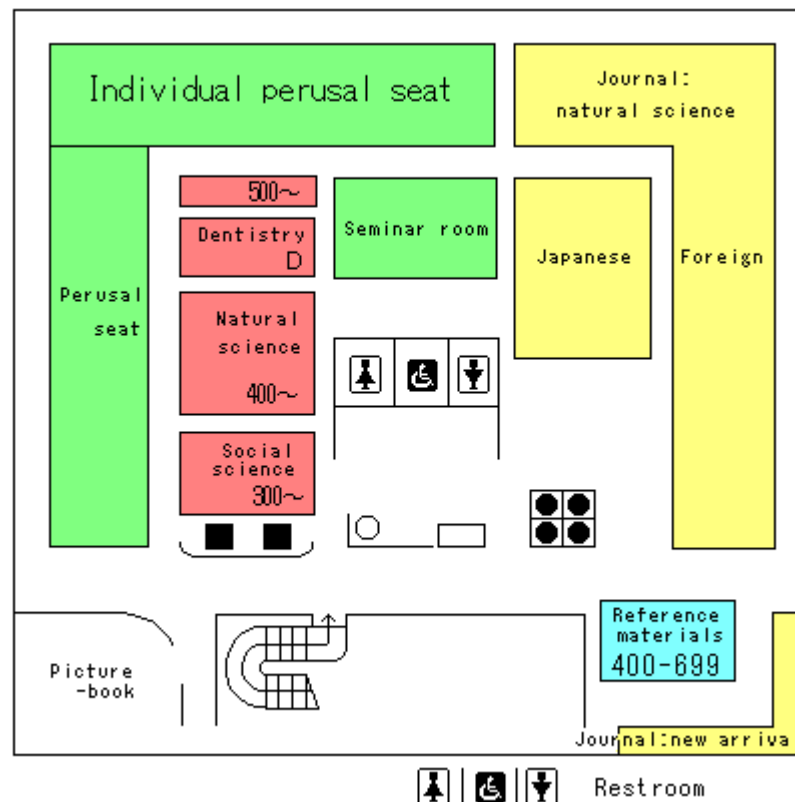 Individual perusal seat
Journal:
natural science
500~
Dentistry
D
Seminar room
Japanese
Foreign
Perusal
seat
Natural
science
400~
Social
science
300~
Reference
materials
400-699
Picture
-book
Journal:new arriva
Restroom